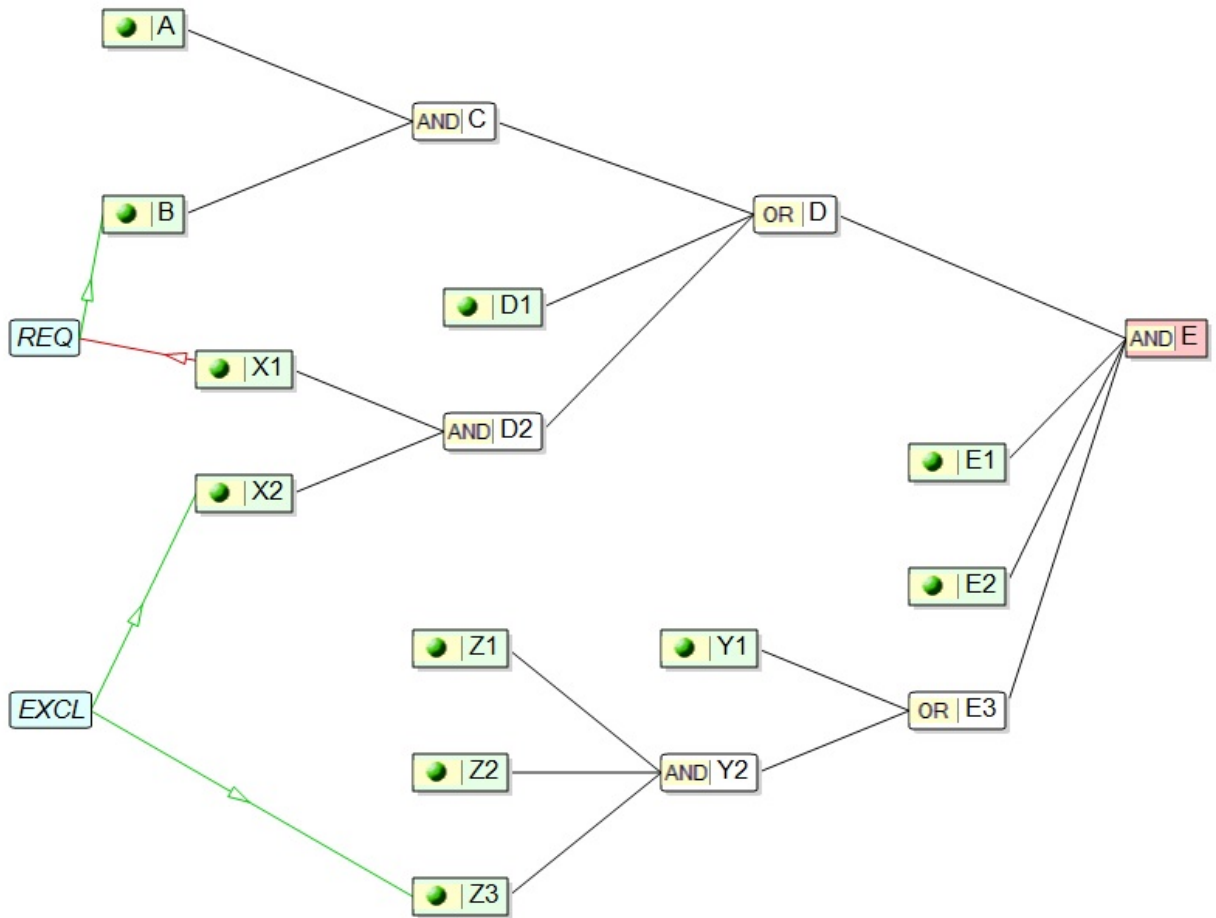 A
AND C
B
OR D
D1
REQ
AND E
X1
AND D2
E1
X2
E2
Z1
Y1
EXCL
OR E3
Z2
AND Y2
Z3